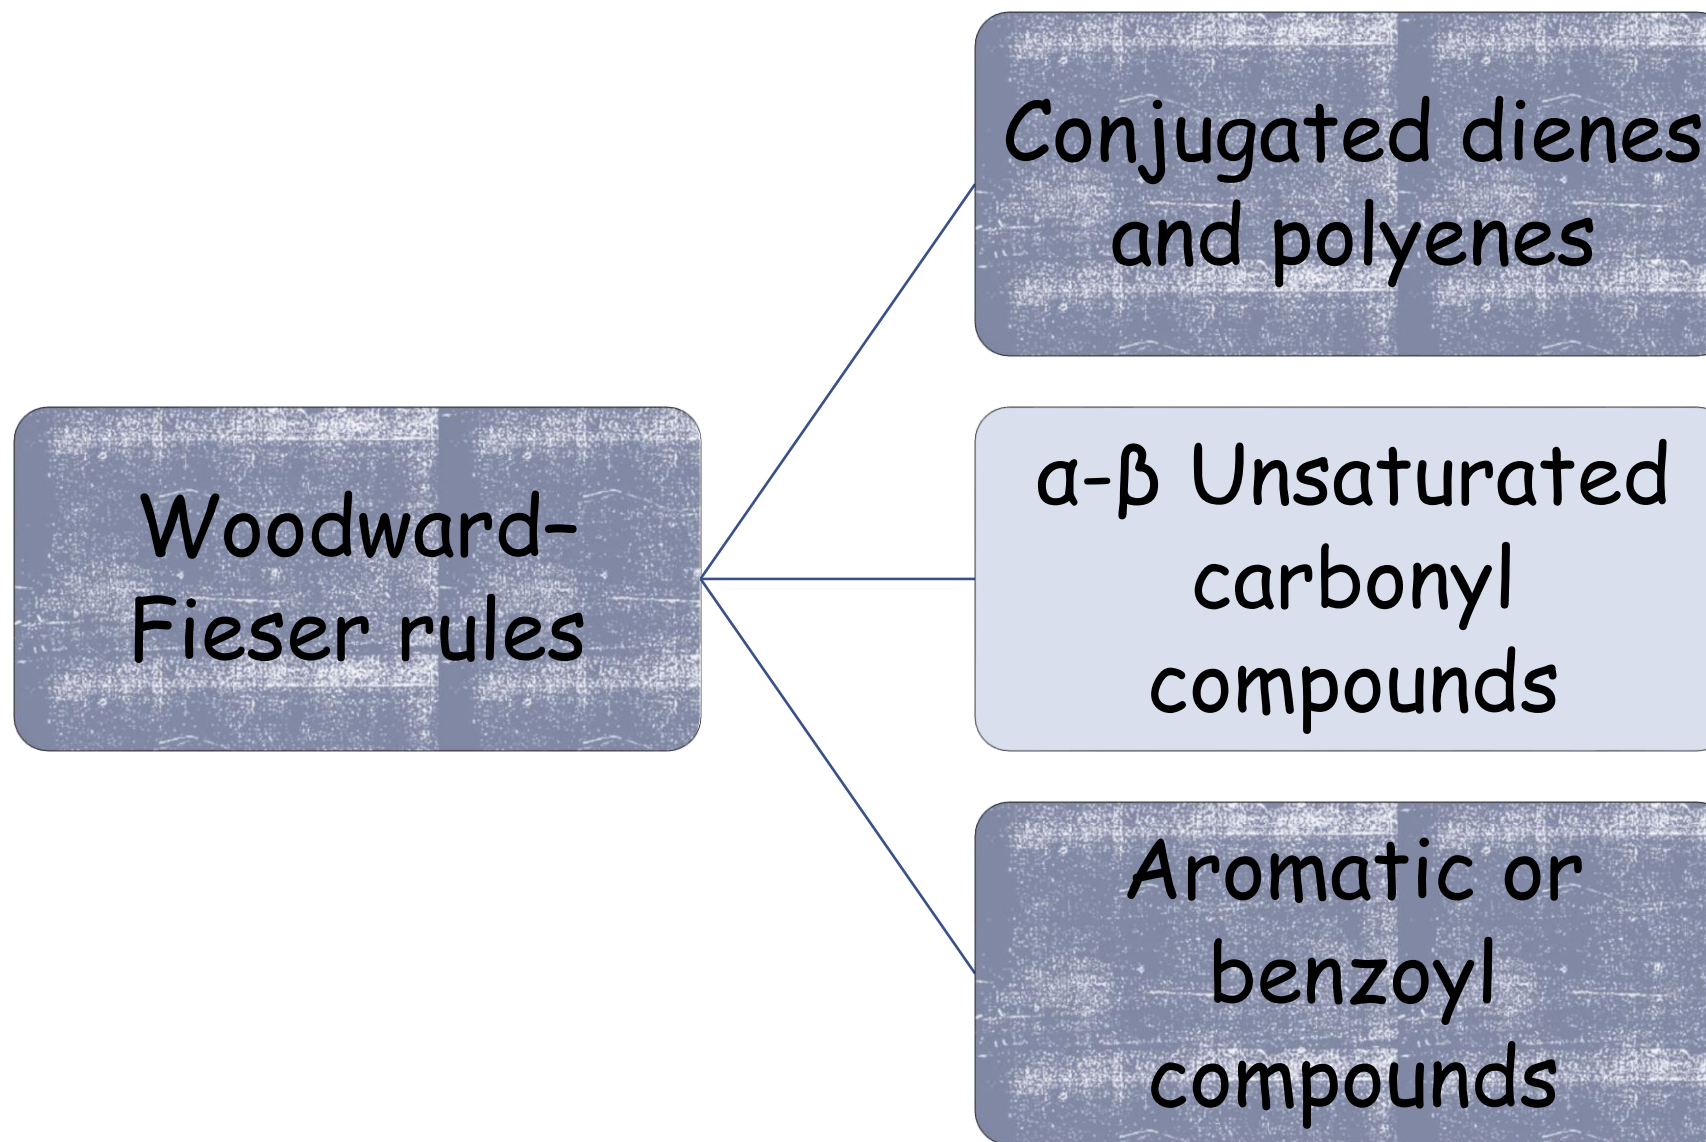 Conjugated dienes
and polyenes
Woodward–
Fieser rules
α-β Unsaturated
carbonyl
compounds
Aromatic or
benzoyl
compounds